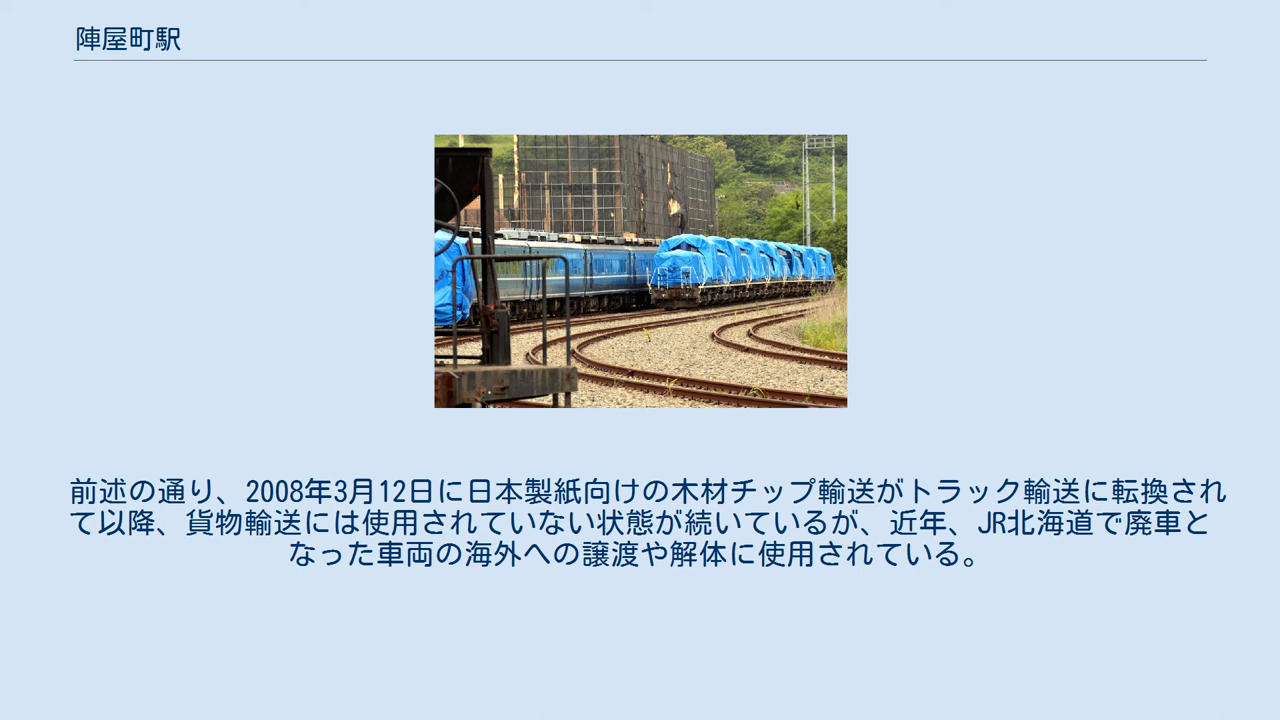 陣屋町駅
前述の通り、2008年3月12日に日本製紙向けの木材チップ輸送がトラック輸送に転換され
て以降、貨物輸送には使用されていない状態が続いているが、近年、JR北海道で廃車と
なった車両の海外への譲渡や解体に使用されている。